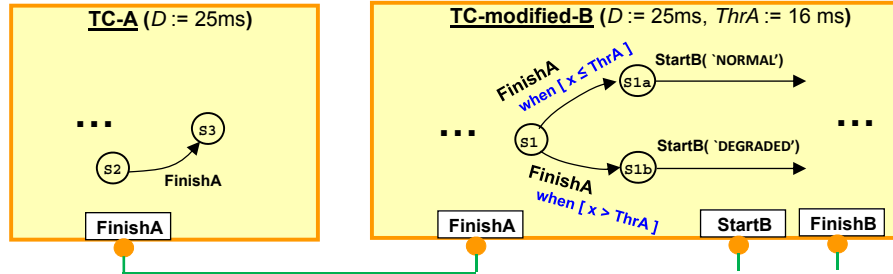 TC-A (D := 25ms)
...
S2
S3
FinishA
FinishA
TC-modified-B (D := 25ms, ThrA := 16 ms)
...
S1
FinishA
when [ x ≤ ThrA ]
S1a
StartB( `NORMAL')
FinishA
when [ x > ThrA ]
S1b
StartB( `DEGRADED')
...
FinishA
StartB
FinishB